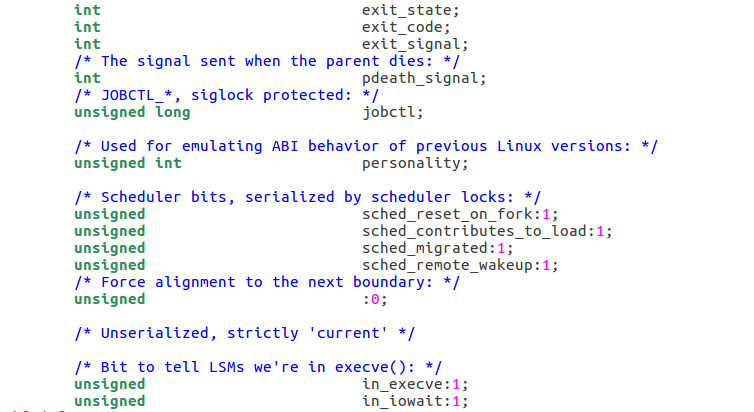 int exit_state;
int exit_code;
int exit_signal;
/* The signal sent when the parent dies: */
int pdeath_signal;
/* JOBCTL_*, siglock protected: */
unsigned long jobctl;
/* Used for emulating ABI behavior of previous Linux versions: */
unsigned int personality;
/* Scheduler bits, serialized by scheduler locks: */
unsigned sched_reset_on_fork:1;
unsigned sched_contributes_to_load:1;
unsigned sched_migrated:1;
unsigned sched_remote_wakeup:1;
/* Force alignment to the next boundary: */
unsigned :0;
/* Unserialized, strictly 'current' */
/* Bit to tell LSMs we're in execve(): */
unsigned in_execve:1;
unsigned in_iowait:1;